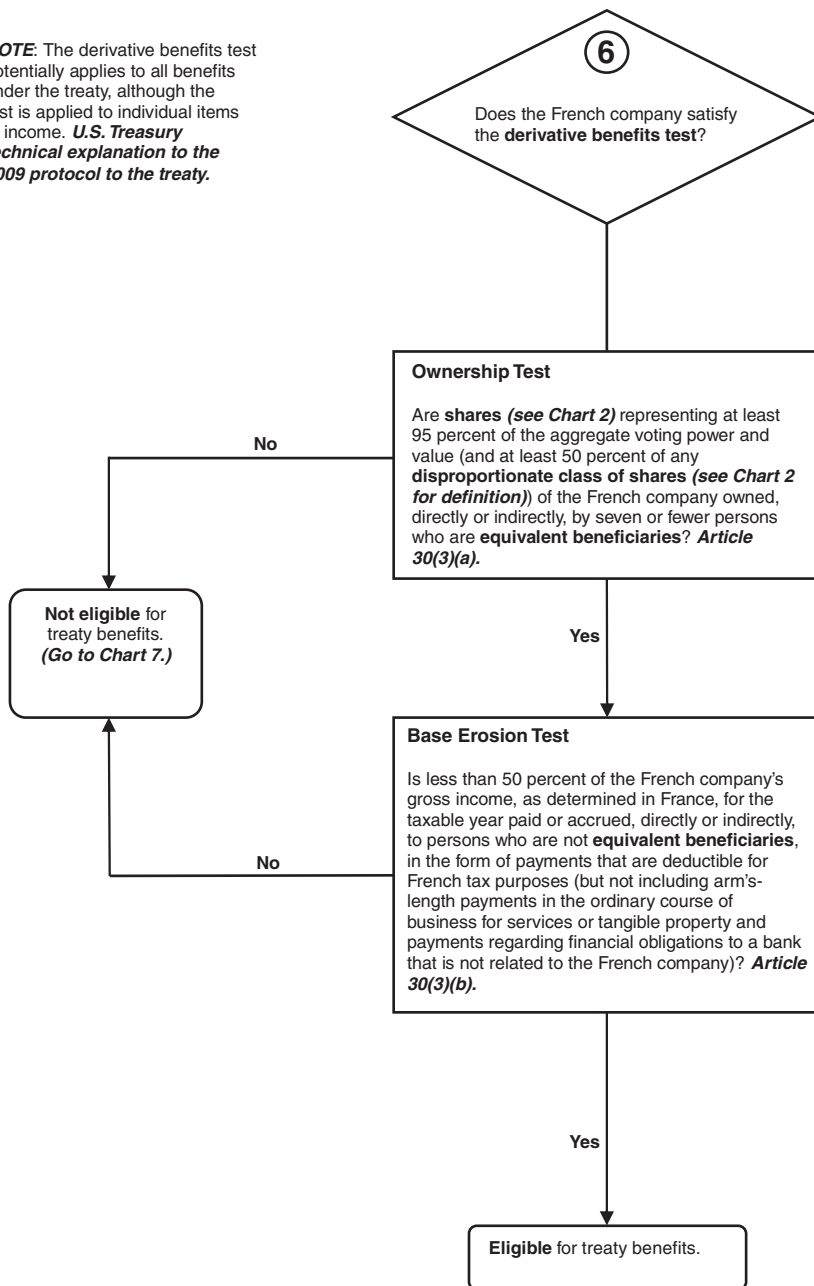 OTE: The derivative benefits test
otentially applies to all benefits
nder the treaty, although the
st is applied to individual items
income. U.S. Treasury
echnical explanation to the
009 protocol to the treaty.
6
Does the French company satisfy
the derivative benefits test?
Ownership Test
Are shares (see Chart 2) representing at least
95 percent of the aggregate voting power and
value (and at least 50 percent of any
disproportionate class of shares (see Chart 2
for definition)) of the French company owned,
directly or indirectly, by seven or fewer persons
who are equivalent beneficiaries? Article
30(3)(a).
No
Not eligible for
treaty benefits.
(Go to Chart 7.)
Yes
Base Erosion Test
Is less than 50 percent of the French company's
gross income, as determined in France, for the
taxable year paid or accrued, directly or indirectly,
to persons who are not equivalent beneficiaries,
in the form of payments that are deductible for
French tax purposes (but not including arm's-
length payments in the ordinary course of
business for services or tangible property and
payments regarding financial obligations to a bank
that is not related to the French company)? Article
30(3)(b).
No
Yes
Eligible for treaty benefits.